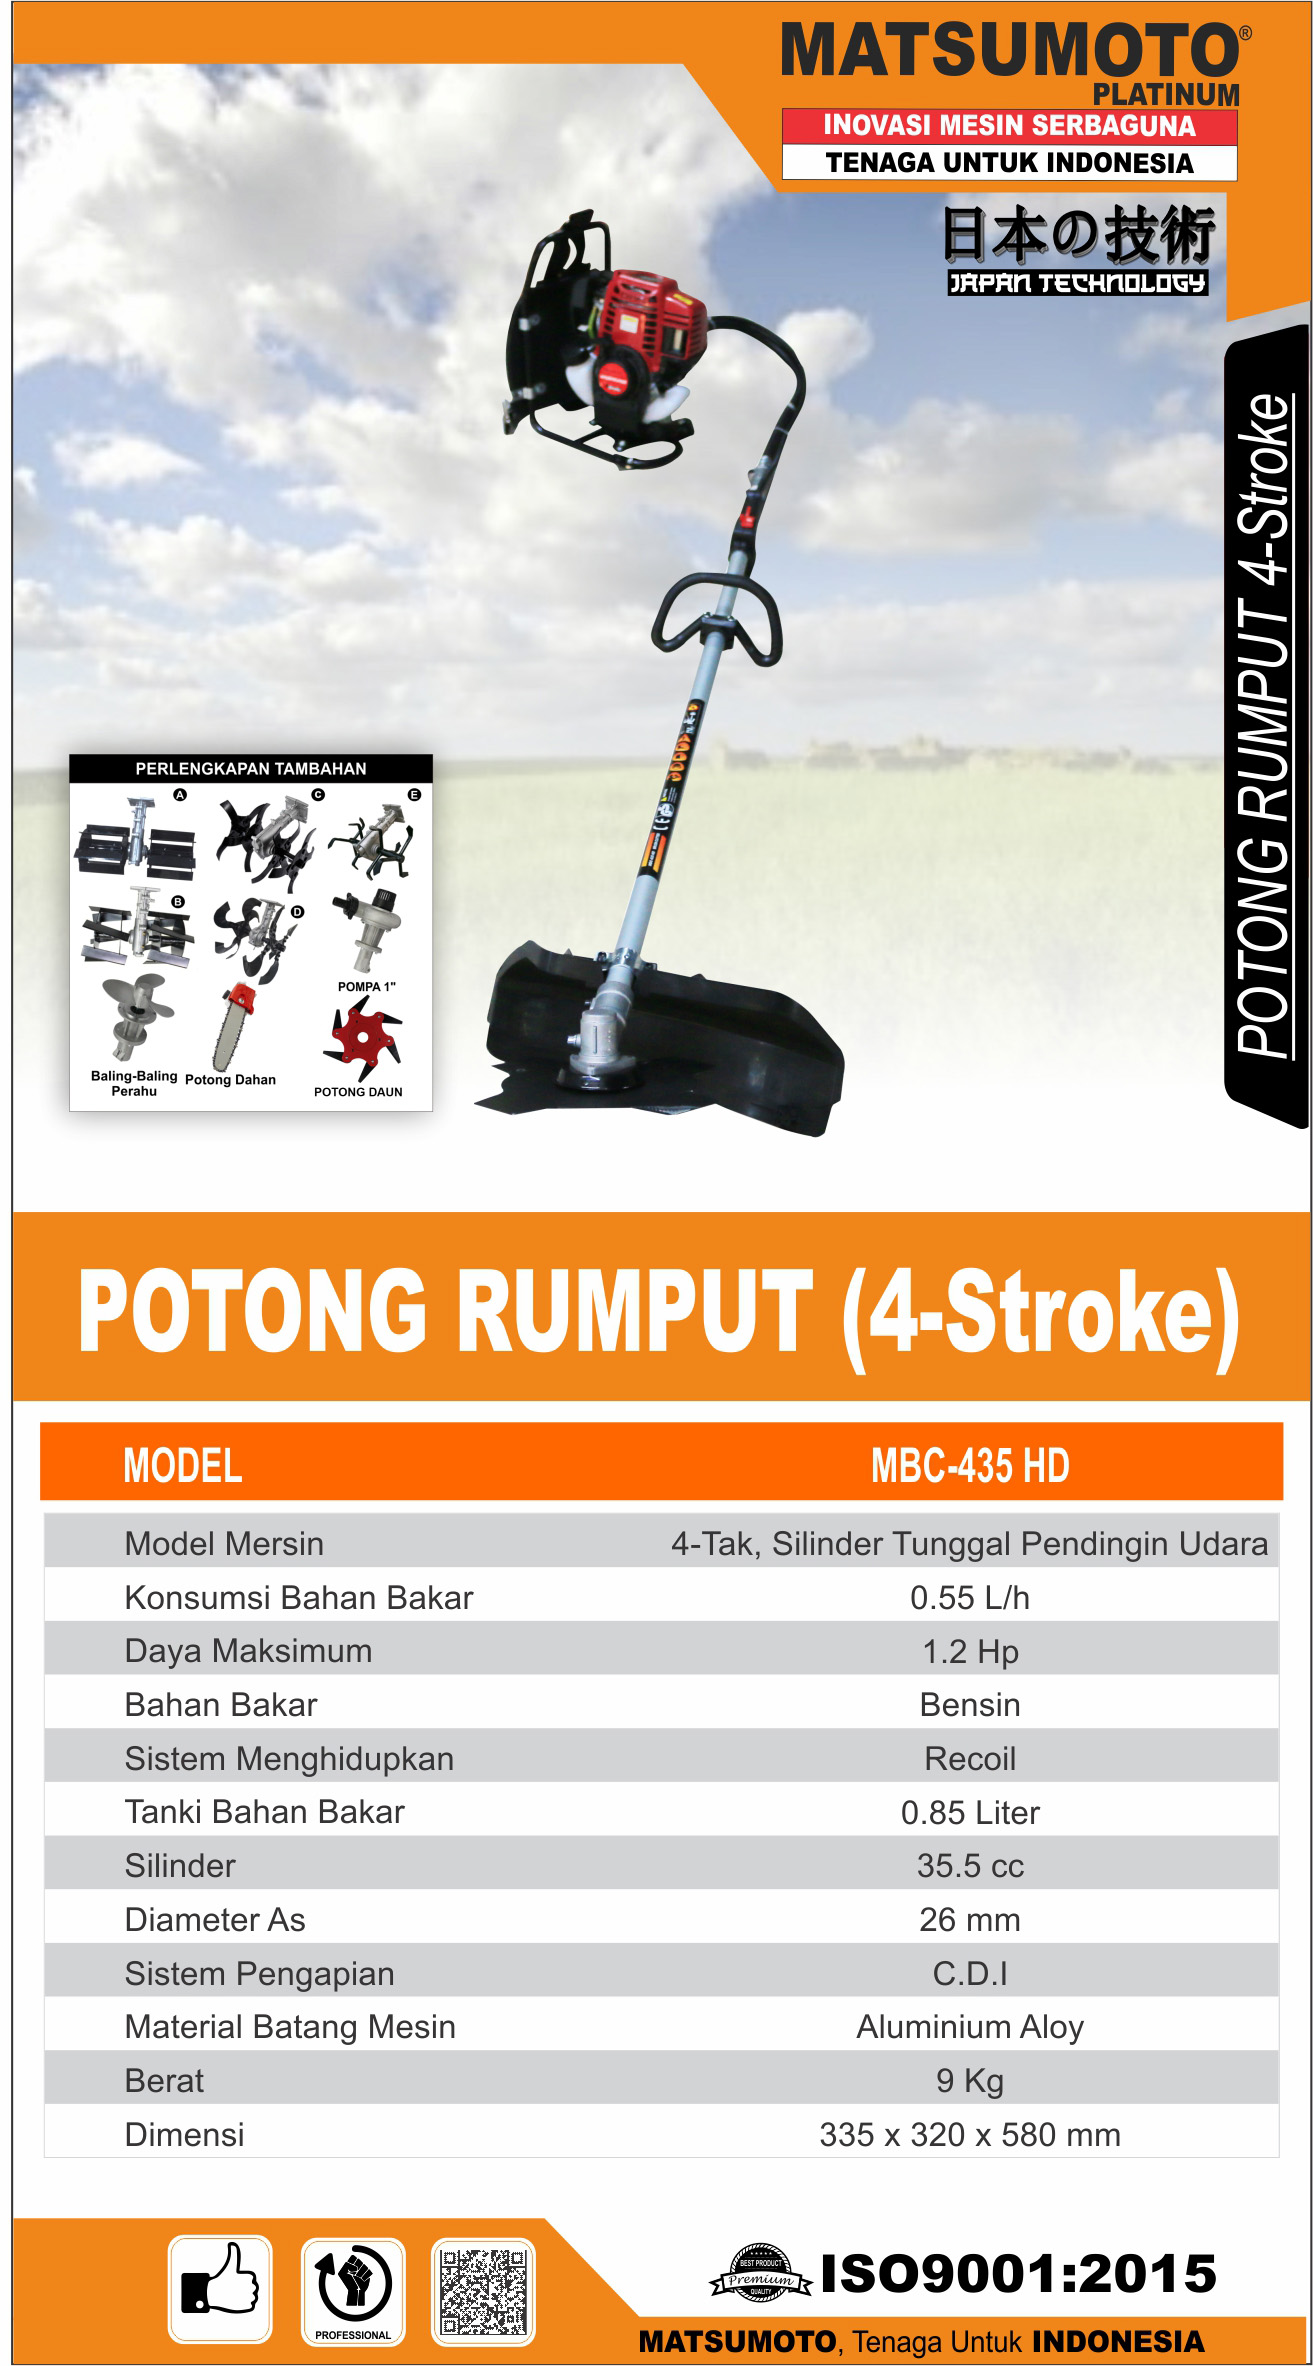 MATSUMOTO®
PLATINUM
INOVASI MESIN SERBAGUNA
TENAGA UNTUK INDONESIA
日本の技術
JAPAN TECHNOLOGY
POTONG RUMPUT 4-Stroke
PERLENGKAPAN TAMBAHAN
A
C
E
B
D
POMPA 1"
Baling-Baling
Perahu
Potong Dahan
POTONG DAUN
POTONG RUMPUT (4-Stroke)
MODEL MBC-435 HD
Model Mersin 4-Tak, Silinder Tunggal Pendingin Udara
Konsumsi Bahan Bakar 0.55 L/h
Daya Maksimum 1.2 Hp
Bahan Bakar Bensin
Sistem Menghidupkan Recoil
Tanki Bahan Bakar 0.85 Liter
Silinder 35.5 cc
Diameter As 26 mm
Sistem Pengapian C.D.I
Material Batang Mesin Aluminium Aloy
Berat 9 Kg
Dimensi 335 x 320 x 580 mm
PROFESSIONAL
BEST PRODUCT
Premium
QUALITY
ISO9001:2015
MATSUMOTO, Tenaga Untuk INDONESIA